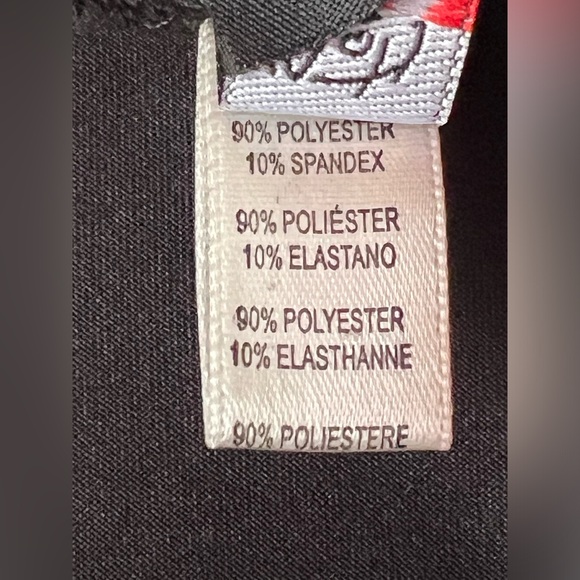 90% POLYESTER
10% SPANDEX
90% POLIÉSTER
10% ELASTANO
90% POLYESTER
10% ELASTHANNE
90% POLIESTERE